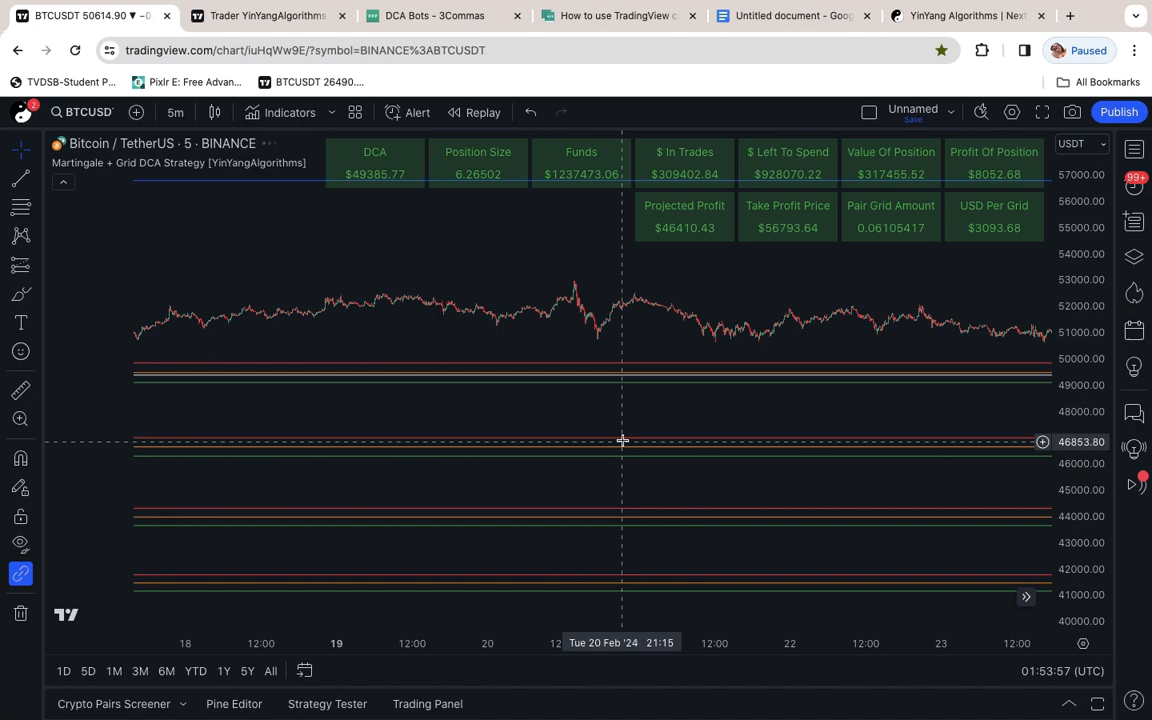 BTCUSDT 50614.90 ▼ −0
Trader YinYangAlgorithms
DCA Bots - 3Commas
How to use TradingView c
Untitled document - Goog
YinYang Algorithms | Next
tradingview.com/chart/iuHqWw9E/?symbol=BINANCE%3ABTCUSDT
Paused
TVDSB-Student P...
Pixlr E: Free Advan...
BTCUSDT 26490....
All Bookmarks
2
BTCUSD
5m
Indicators
Alert
Replay
Unnamed
Save
Publish
Bitcoin / TetherUS · 5 · BINANCE
Martingale + Grid DCA Strategy [YinYangAlgorithms]
DCA
$49385.77
Position Size
6.26502
Funds
$1237473.06
$ In Trades
$309402.84
$ Left To Spend
$928070.22
Value Of Position
$317455.52
Profit Of Position
$8052.68
Projected Profit
$46410.43
Take Profit Price
$56793.64
Pair Grid Amount
0.06105417
USD Per Grid
$3093.68
USDT
57000.00
56000.00
55000.00
54000.00
53000.00
52000.00
51000.00
50000.00
49000.00
48000.00
46853.80
46000.00
45000.00
44000.00
43000.00
42000.00
41000.00
40000.00
99+
18
12:00
19
12:00
20
12
Tue 20 Feb '24 21:15
12:00
22
12:00
23
12:00
1D
5D
1M
3M
6M
YTD
1Y
5Y
All
01:53:57 (UTC)
Crypto Pairs Screener
Pine Editor
Strategy Tester
Trading Panel